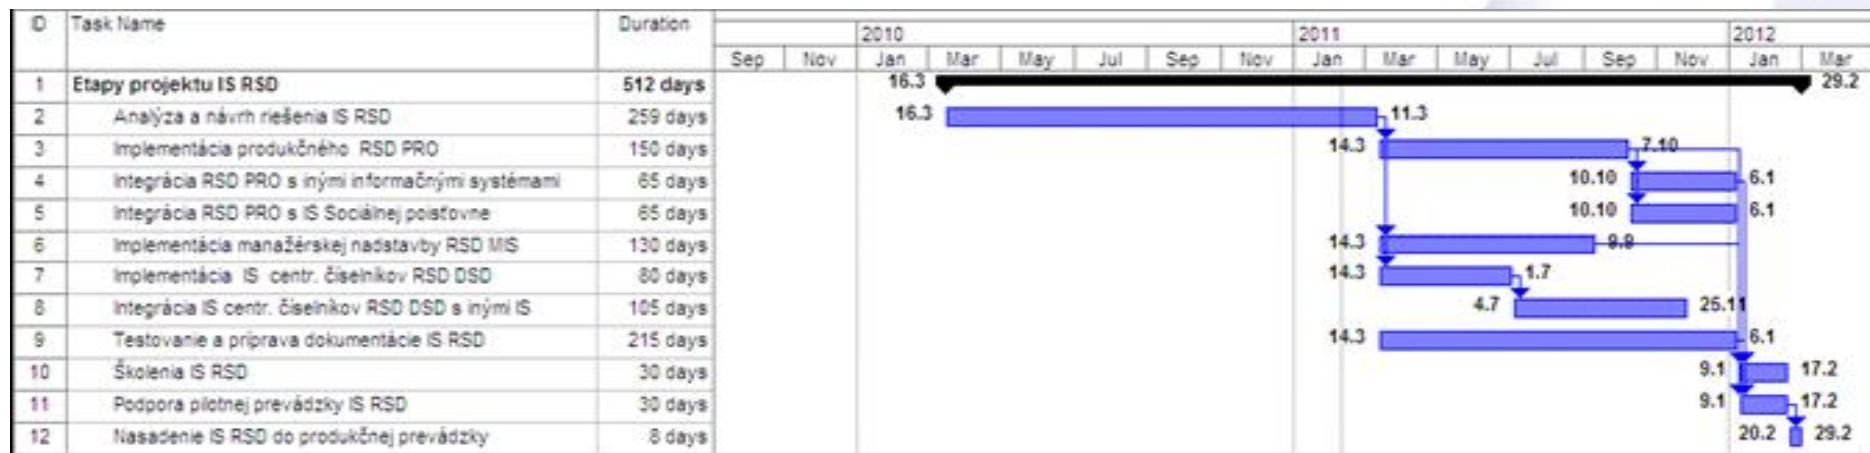 ID Task Name Duration
2010 2011 2012
Sep Nov Jan Mar May Jul Sep Nov Jan Mar May Jul Sep Nov Jan Mar
1 Etapy projektu IS RSD 512 days 16.3 29.2
2 Analýza a návrh riešenia IS RSD 259 days 16.3 11.3
3 Implementácia produkčného RSD PRO 150 days 14.3 7.10
4 Integrácia RSD PRO s inými informačnými systémami 65 days 10.10 6.1
5 Integrácia RSD PRO s IS Sociálnej poisťovne 65 days 10.10 6.1
6 Implementácia manažérskej nadstavby RSD MIS 130 days 14.3 9.9
7 Implementácia IS centr. číselníkov RSD DSD 80 days 14.3 1.7
8 Integrácia IS centr. číselníkov RSD DSD s inými IS 105 days 4.7 25.11
9 Testovanie a príprava dokumentácie IS RSD 215 days 14.3 6.1
10 Školenia IS RSD 30 days 9.1 17.2
11 Podpora pilotnej prevádzky IS RSD 30 days 9.1 17.2
12 Nasadenie IS RSD do produkčnej prevádzky 8 days 20.2 29.2